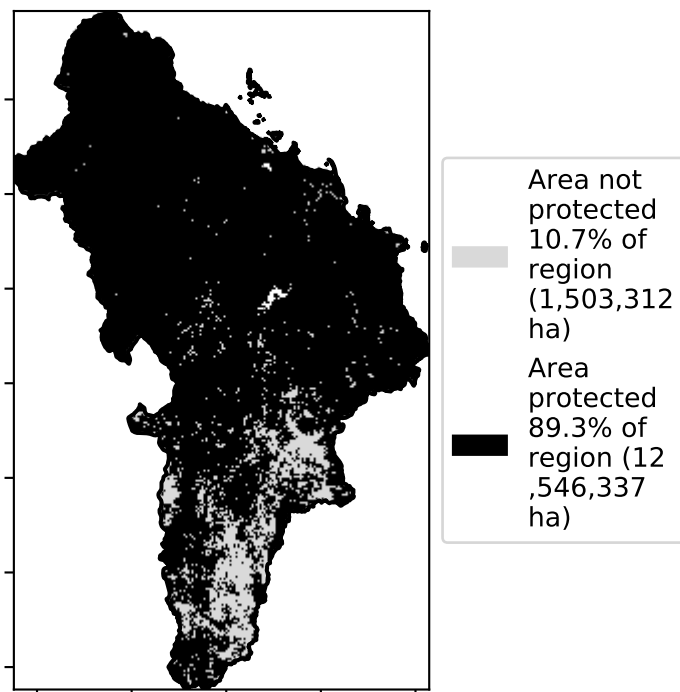 Area not
protected
10.7% of
region
(1,503,312
ha)
Area
protected
89.3% of
region (12
,546,337
ha)